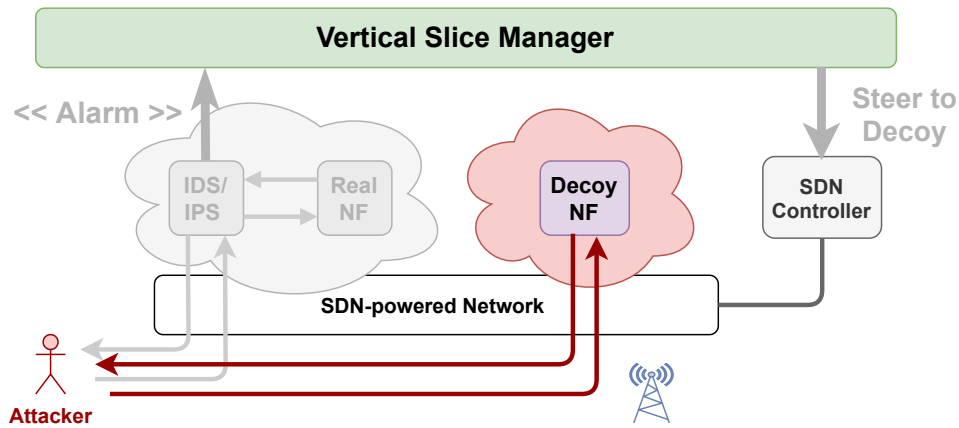 Vertical Slice Manager
<< Alarm >>
Steer to
Decoy
IDS/
IPS
Real
NF
Decoy
NF
SDN
Controller
SDN-powered Network
Attacker